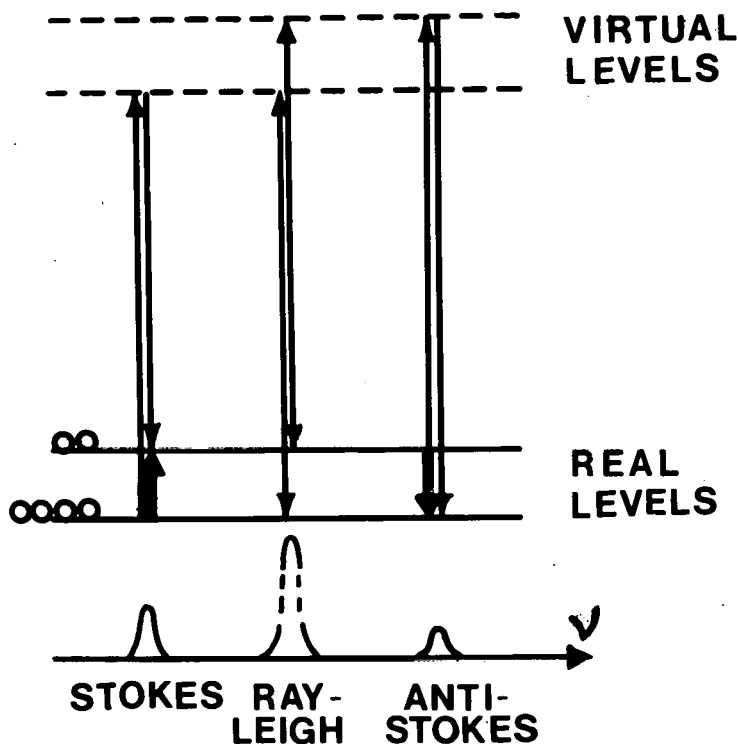 VIRTUAL
LEVELS
REAL
LEVELS
ν
STOKES
RAY-
LEIGH
ANTI-
STOKES